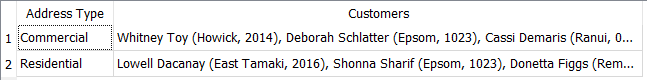 Address Type Customers
1 Commercial Whitney Toy (Howick, 2014), Deborah Schlatter (Epsom, 1023), Cassi Demaris (Ranui, 0...
2 Residential Lowell Dacanay (East Tamaki, 2016), Shonna Sharif (Epsom, 1023), Donetta Figgs (Rem...